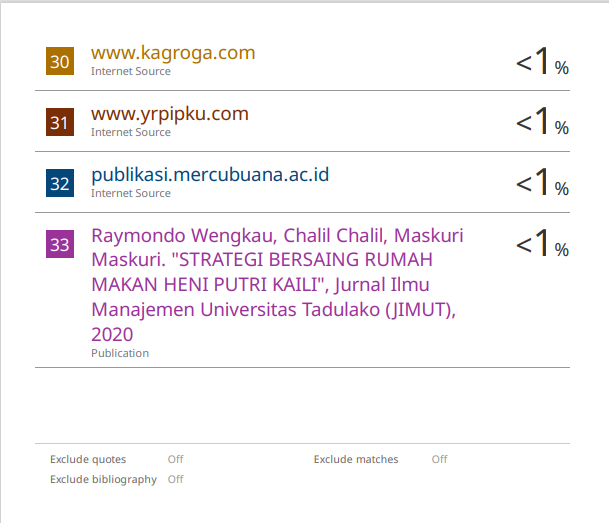 30 www.kagroga.com <1%
Internet Source
31 www.yrpipku.com <1%
Internet Source
32 publikasi.mercubuana.ac.id <1%
Internet Source
33 Raymondo Wengkau, Chalil Chalil, Maskuri <1%
Maskuri. "STRATEGI BERSAING RUMAH
MAKAN HENI PUTRI KAILI", Jurnal Ilmu
Manajemen Universitas Tadulako (JIMUT),
2020
Publication
Exclude quotes Off Exclude matches Off
Exclude bibliography Off